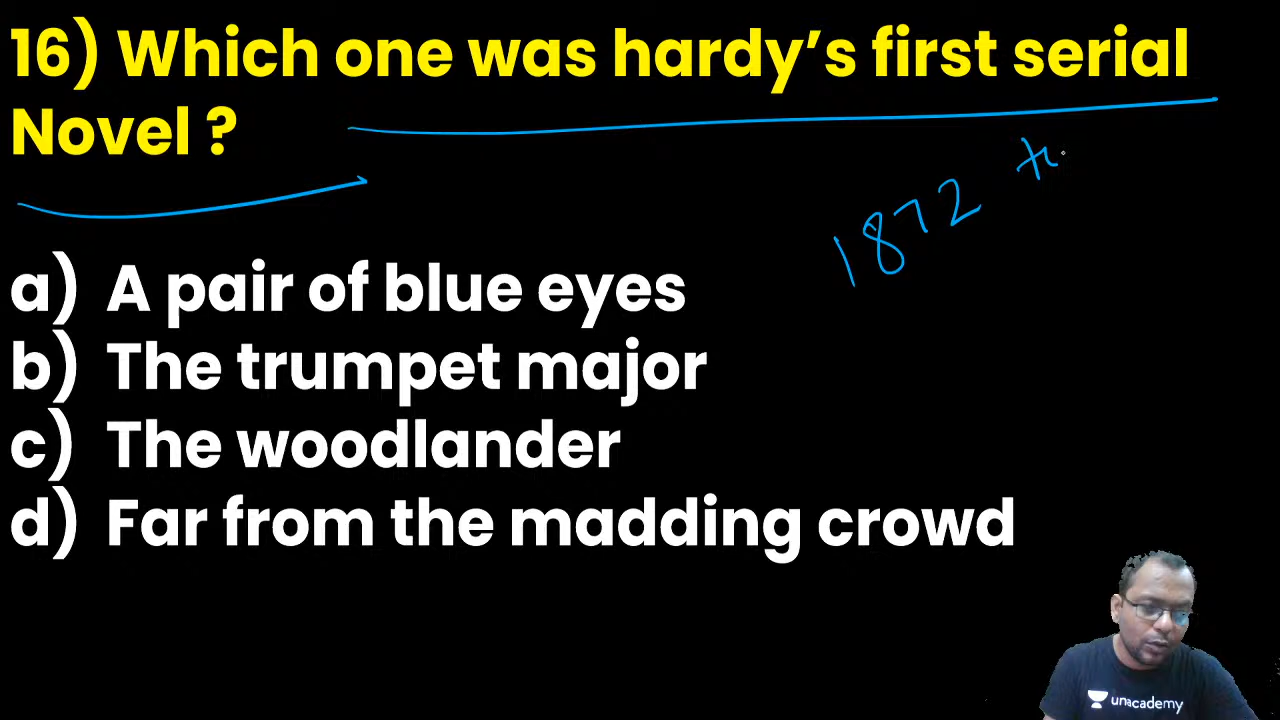 16) Which one was hardy’s first serial
Novel ?
1872
a) A pair of blue eyes
b) The trumpet major
c) The woodlander
d) Far from the madding crowd
unacademy